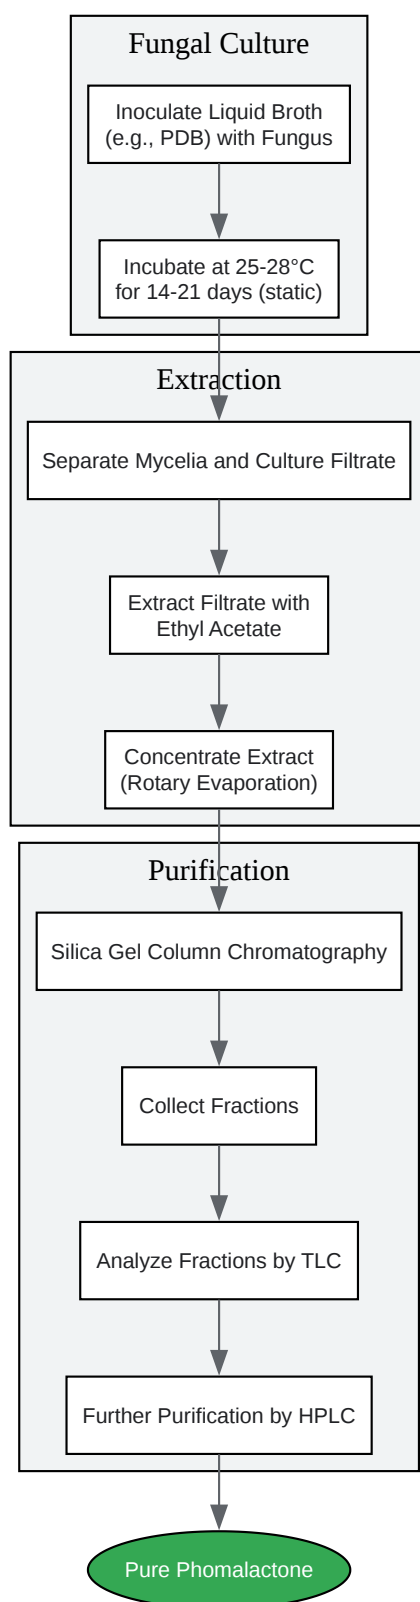 Fungal Culture
Inoculate Liquid Broth
(e.g., PDB) with Fungus
Incubate at 25-28°C
for 14-21 days (static)
Extraction
Separate Mycelia and Culture Filtrate
Extract Filtrate with
Ethyl Acetate
Concentrate Extract
(Rotary Evaporation)
Purification
Silica Gel Column Chromatography
Collect Fractions
Analyze Fractions by TLC
Further Purification by HPLC
Pure Phomalactone